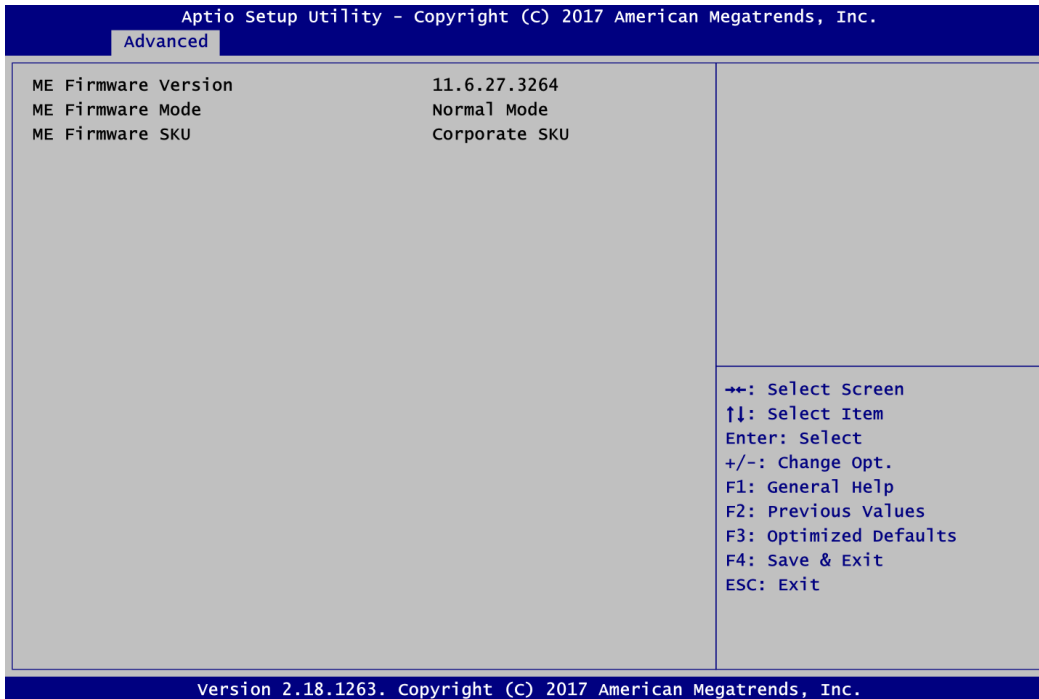 Aptio Setup Utility - Copyright (C) 2017 American Megatrends, Inc.
Advanced
ME Firmware Version 11.6.27.3264
ME Firmware Mode Normal Mode
ME Firmware SKU Corporate SKU
→←: Select Screen
↑↓: Select Item
Enter: Select
+/-: Change Opt.
F1: General Help
F2: Previous Values
F3: Optimized Defaults
F4: Save & Exit
ESC: Exit
Version 2.18.1263. Copyright (C) 2017 American Megatrends, Inc.